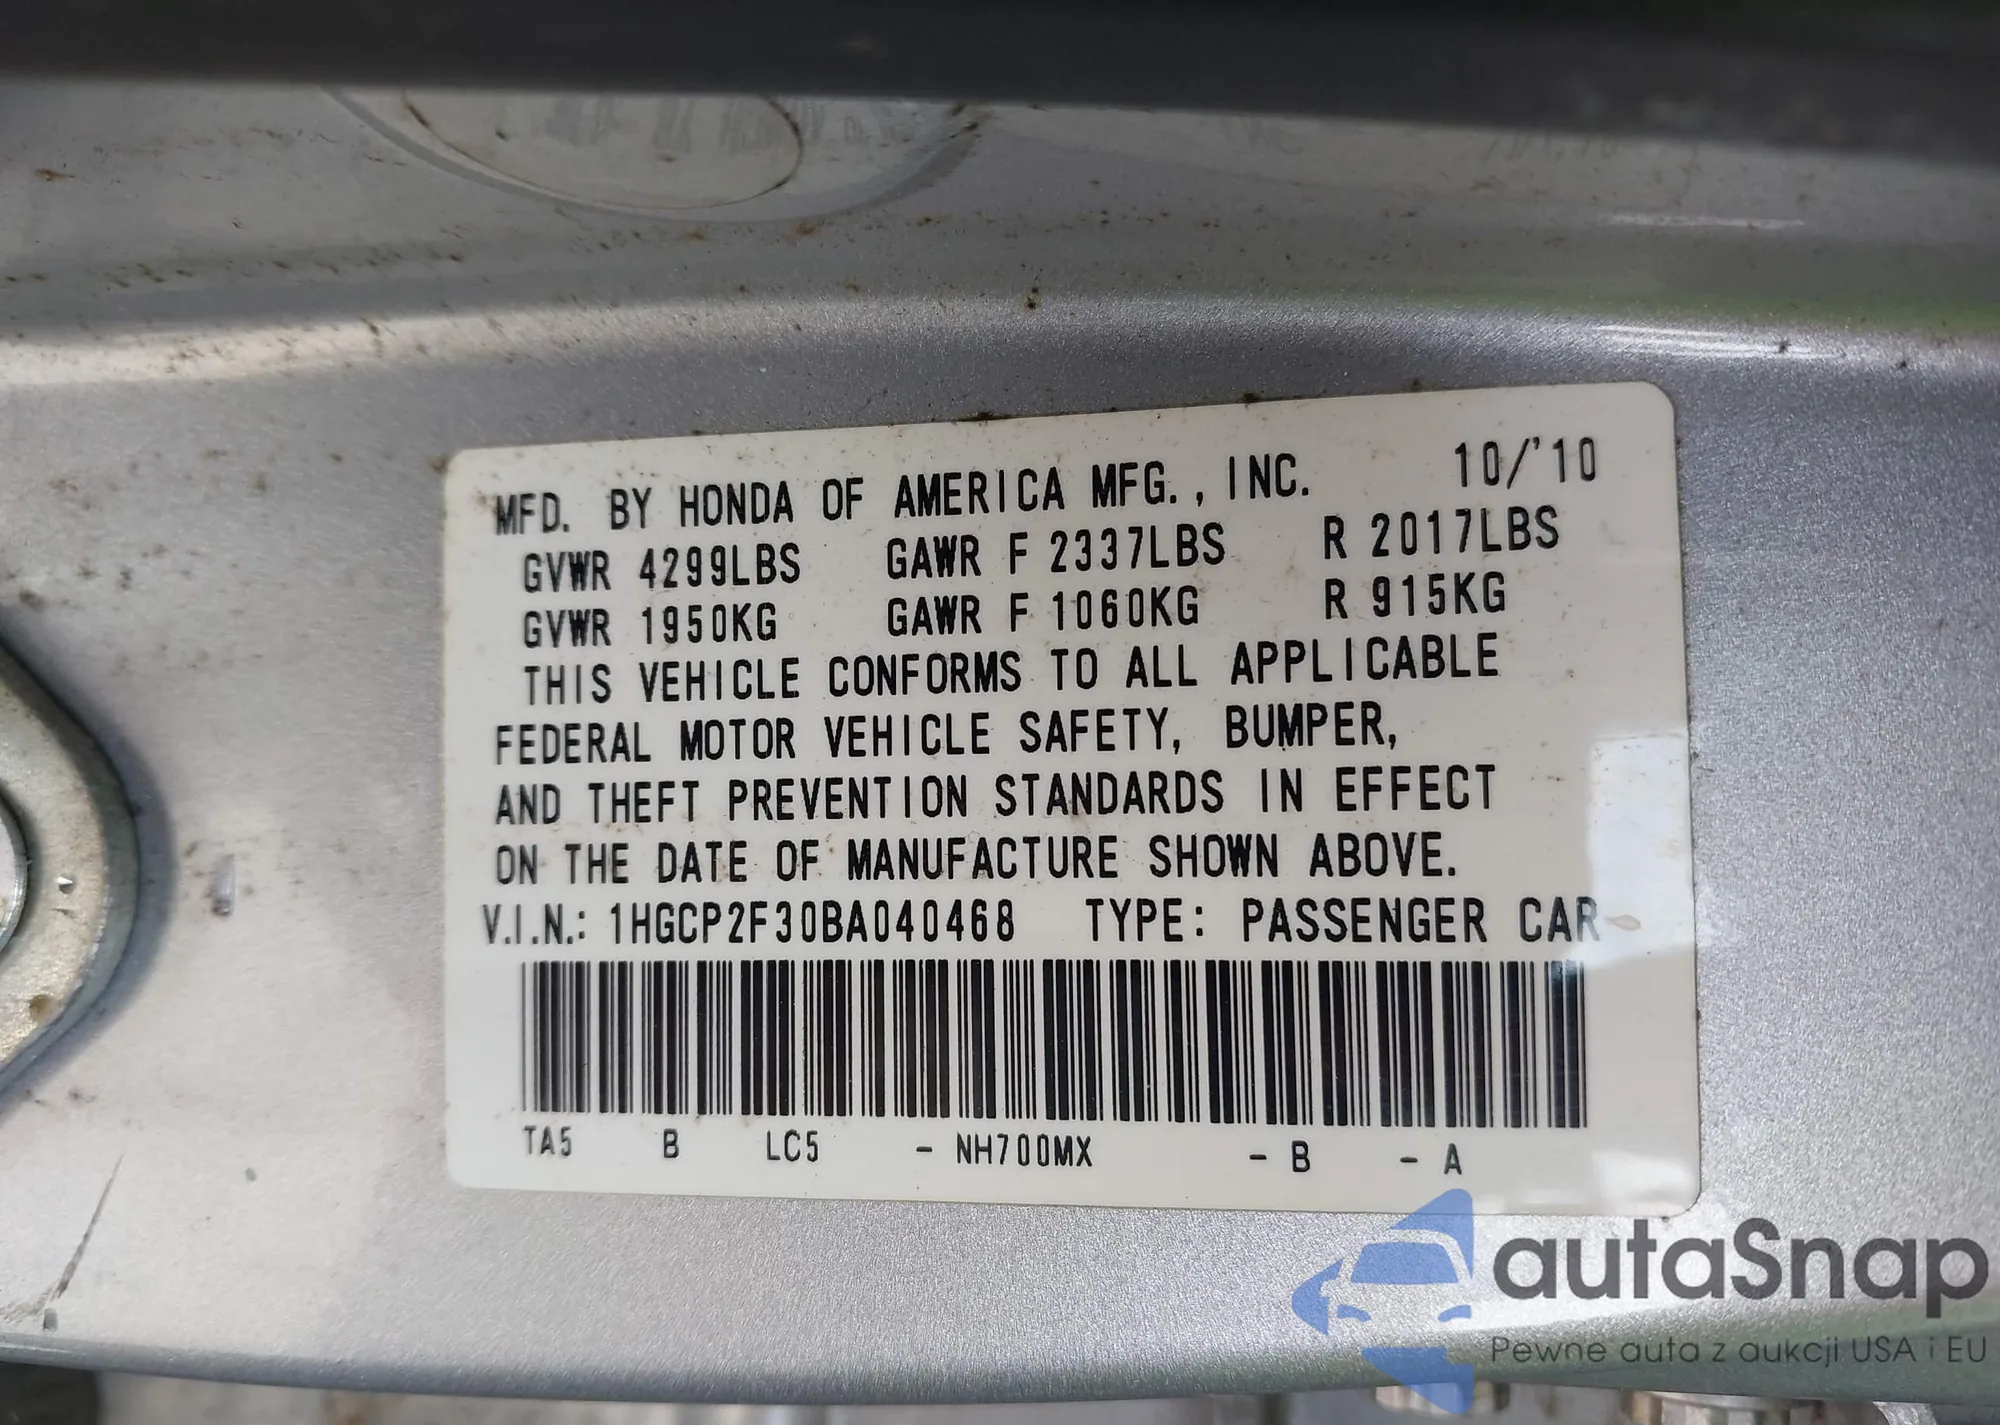 MFD. BY HONDA OF AMERICA MFG., INC. 10/'10
GVWR 4299LBS GAWR F 2337LBS R 2017LBS
GVWR 1950KG GAWR F 1060KG R 915KG
THIS VEHICLE CONFORMS TO ALL APPLICABLE
FEDERAL MOTOR VEHICLE SAFETY, BUMPER,
AND THEFT PREVENTION STANDARDS IN EFFECT
ON THE DATE OF MANUFACTURE SHOWN ABOVE.
V.I.N.: 1HGCP2F30BA040468 TYPE: PASSENGER CAR
TA5 B LC5 - NH700MX - B - A
autaSnap
Pewne auta z aukcji USA i EU